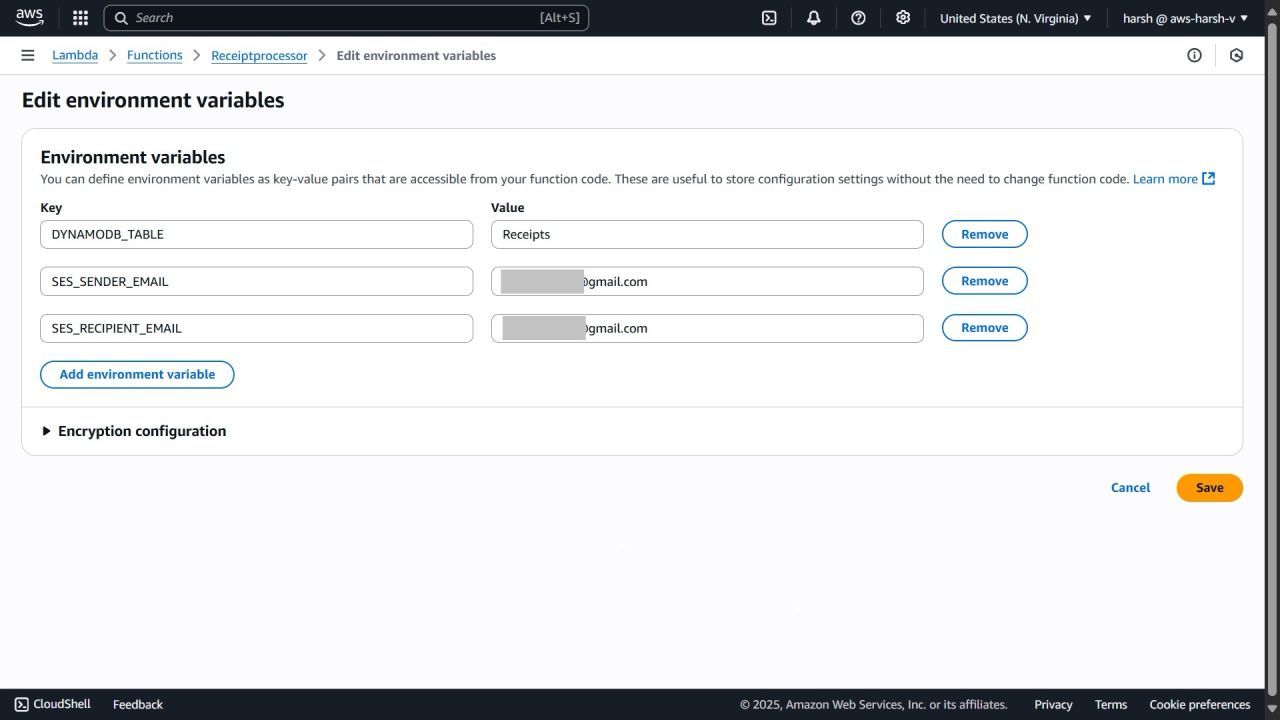 aws Search [Alt+S] United States (N. Virginia) ▼ harsh @ aws-harsh-v ▼
Lambda > Functions > Receiptprocessor > Edit environment variables
Edit environment variables
Environment variables
You can define environment variables as key-value pairs that are accessible from your function code. These are useful to store configuration settings without the need to change function code. Learn more
Key Value
DYNAMODB_TABLE Receipts Remove
SES_SENDER_EMAIL @gmail.com Remove
SES_RECIPIENT_EMAIL @gmail.com Remove
Add environment variable
Encryption configuration
Cancel Save
CloudShell Feedback © 2025, Amazon Web Services, Inc. or its affiliates. Privacy Terms Cookie preferences